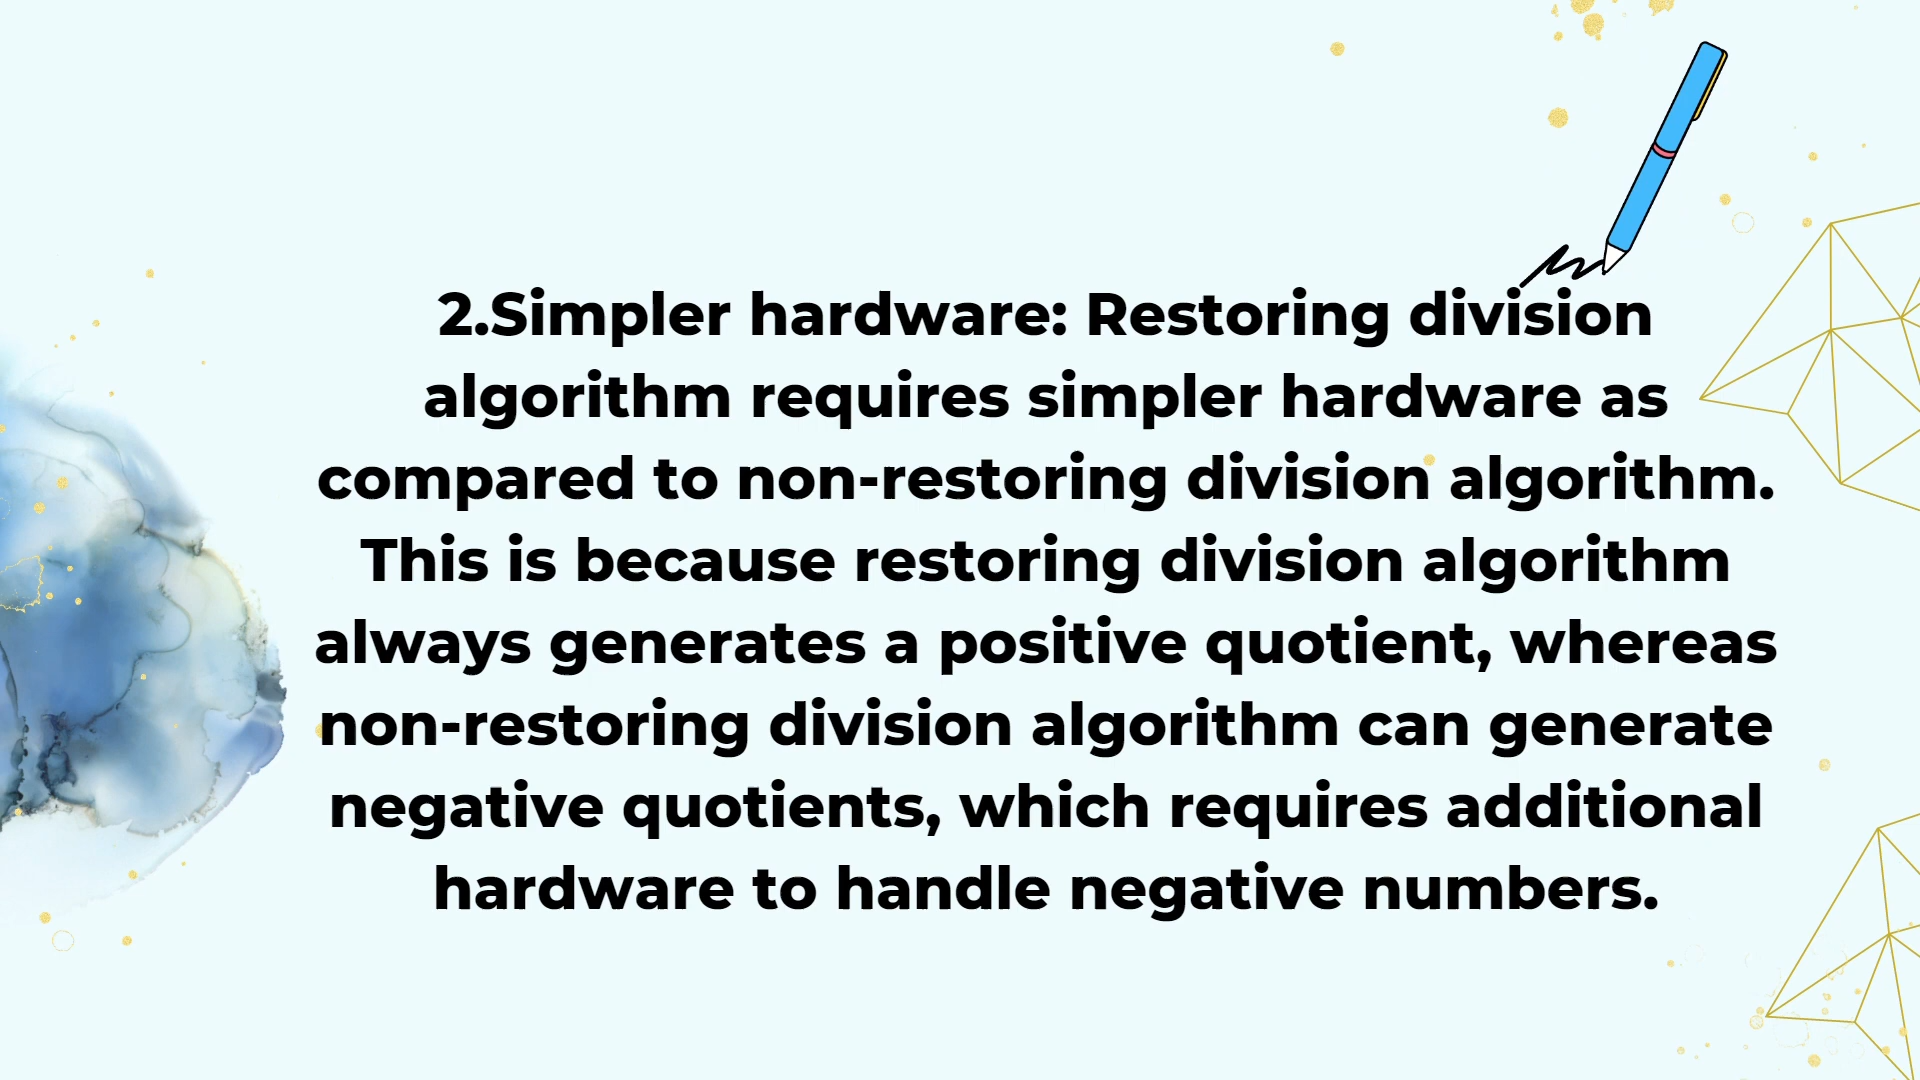 2.Simpler hardware: Restoring division
algorithm requires simpler hardware as
compared to non-restoring division algorithm.
This is because restoring division algorithm
always generates a positive quotient, whereas
non-restoring division algorithm can generate
negative quotients, which requires additional
hardware to handle negative numbers.